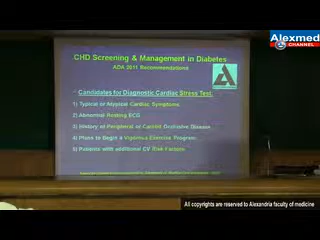 Alexmed
CHANNEL
CHD Screening & Management in Diabetes
ADA 2011 Recommendations
Candidates for Diagnostic Cardiac Stress Test:
1) Typical or Atypical Cardiac Symptoms
2) Abnormal Resting ECG
3) History of Peripheral or Carotid Occlusive Disease
4) Plans to Begin a Vigorous Exercise Program
5) Patients with additional CV Risk Factors
All copyrights are reserved to Alexandria faculty of medicine